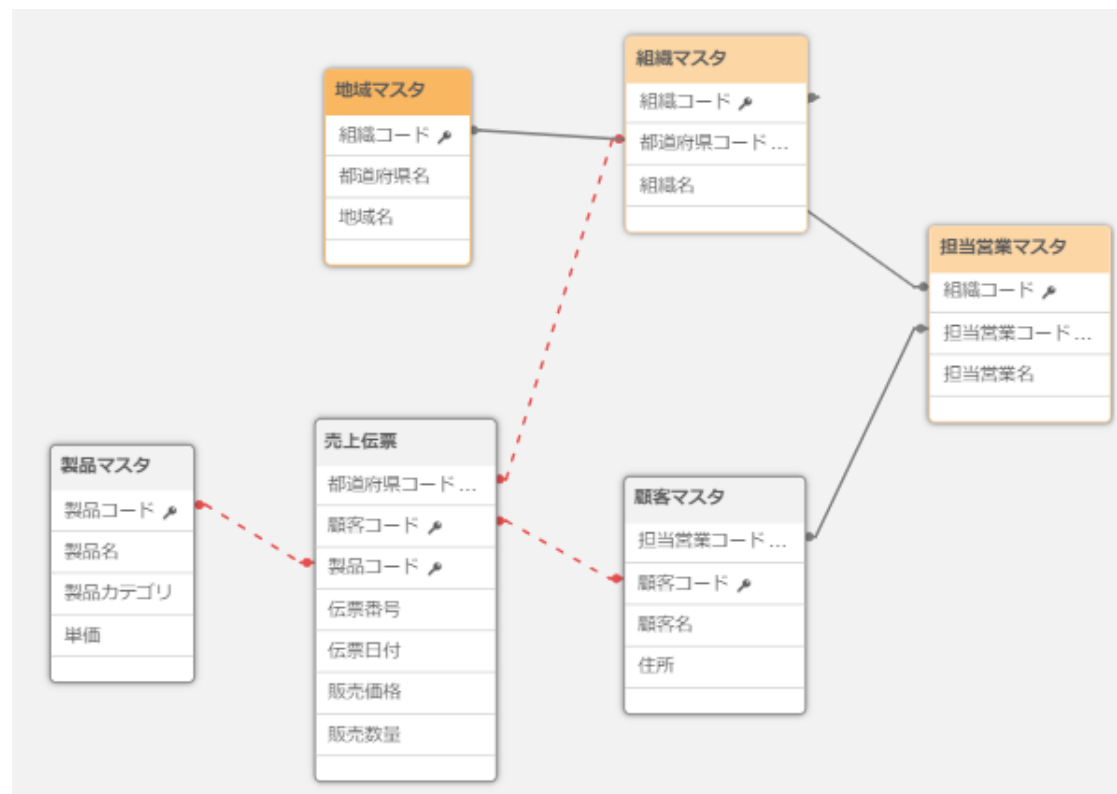 地域マスタ
組織コード
都道府県名
地域名
組織マスタ
組織コード
都道府県コード...
組織名
担当営業マスタ
組織コード
担当営業コード...
担当営業名
製品マスタ
製品コード
製品名
製品カテゴリ
単価
売上伝票
都道府県コード...
顧客コード
製品コード
伝票番号
伝票日付
販売価格
販売数量
顧客マスタ
担当営業コード...
顧客コード
顧客名
住所